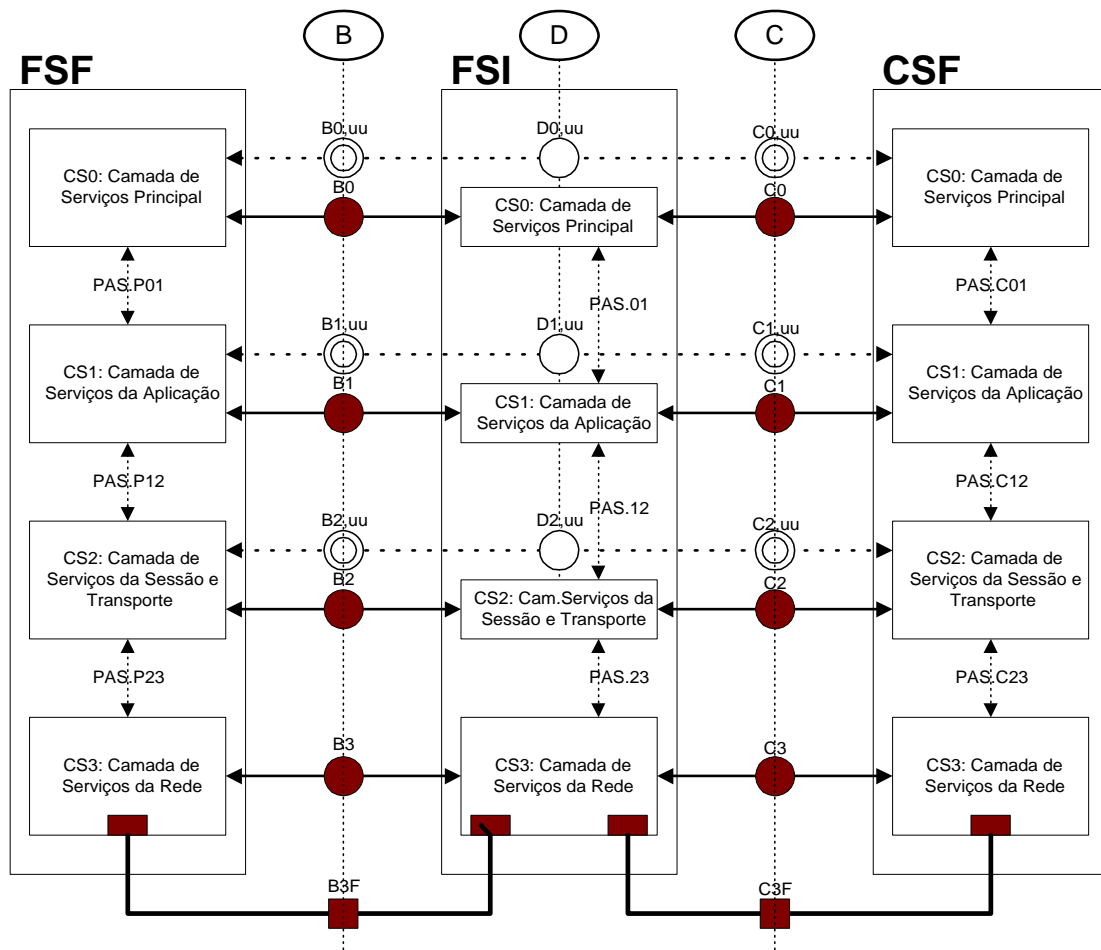 B
D
C
FSF
FSI
CSF
B0,uu
D0,uu
C0,uu
CS0: Camada de
Serviços Principal
B0
CS0: Camada de
Serviços Principal
C0
CS0: Camada de
Serviços Principal
PAS.P01
PAS.01
PAS.C01
B1,uu
D1,uu
C1,uu
CS1: Camada de
Serviços da Aplicação
B1
CS1: Camada de
Serviços da Aplicação
C1
CS1: Camada de
Serviços da Aplicação
PAS.P12
PAS.12
PAS.C12
B2,uu
D2,uu
C2,uu
CS2: Camada de
Serviços da Sessão e
Transporte
B2
CS2: Cam.Serviços da
Sessão e Transporte
C2
CS2: Camada de
Serviços da Sessão e
Transporte
PAS.P23
PAS.23
PAS.C23
CS3: Camada de
Serviços da Rede
B3
CS3: Camada de
Serviços da Rede
C3
CS3: Camada de
Serviços da Rede
B3F
C3F